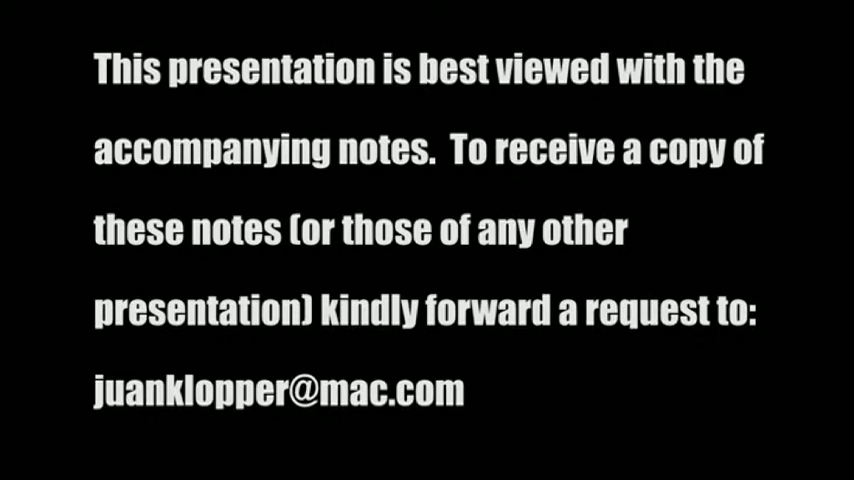 This presentation is best viewed with the
accompanying notes.  To receive a copy of
these notes (or those of any other
presentation) kindly forward a request to:
juanklopper@mac.com